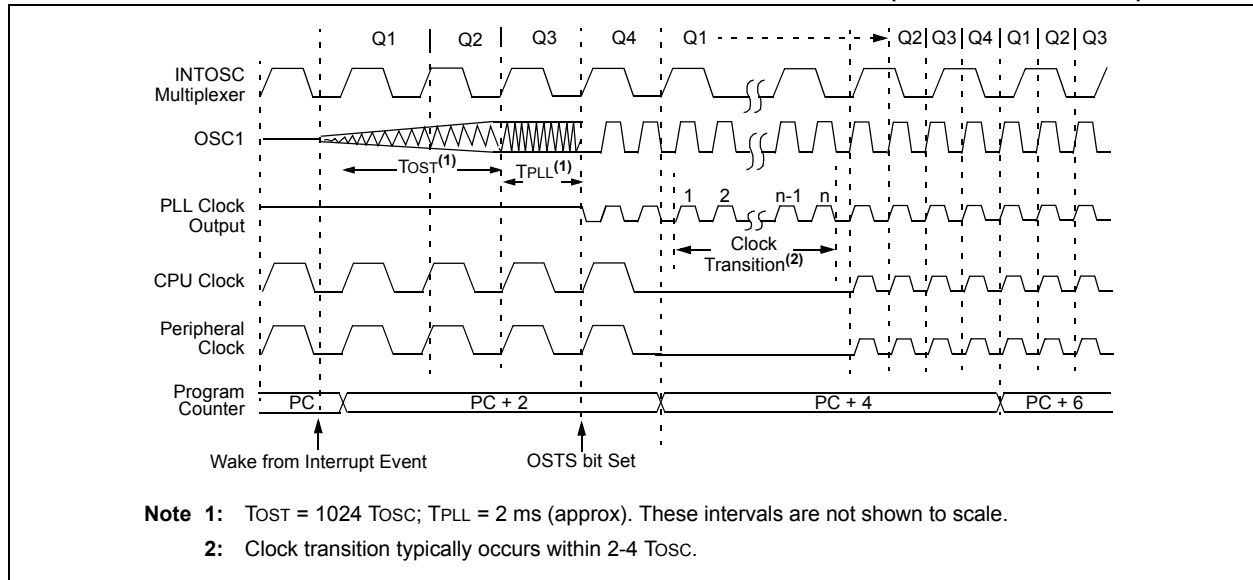 Q1 Q2 Q3 Q4 Q1 Q2 Q3 Q4 Q1 Q2 Q3
INTOSC
Multiplexer
OSC1
TOST(1)
TPLL(1)
1 2 n-1 n
PLL Clock
Output
Clock
Transition(2)
CPU Clock
Peripheral
Clock
Program
Counter
PC PC + 2 PC + 4 PC + 6
Wake from Interrupt Event OSTS bit Set
Note 1: TOST = 1024 TOSC; TPLL = 2 ms (approx). These intervals are not shown to scale.
2: Clock transition typically occurs within 2-4 TOSC.